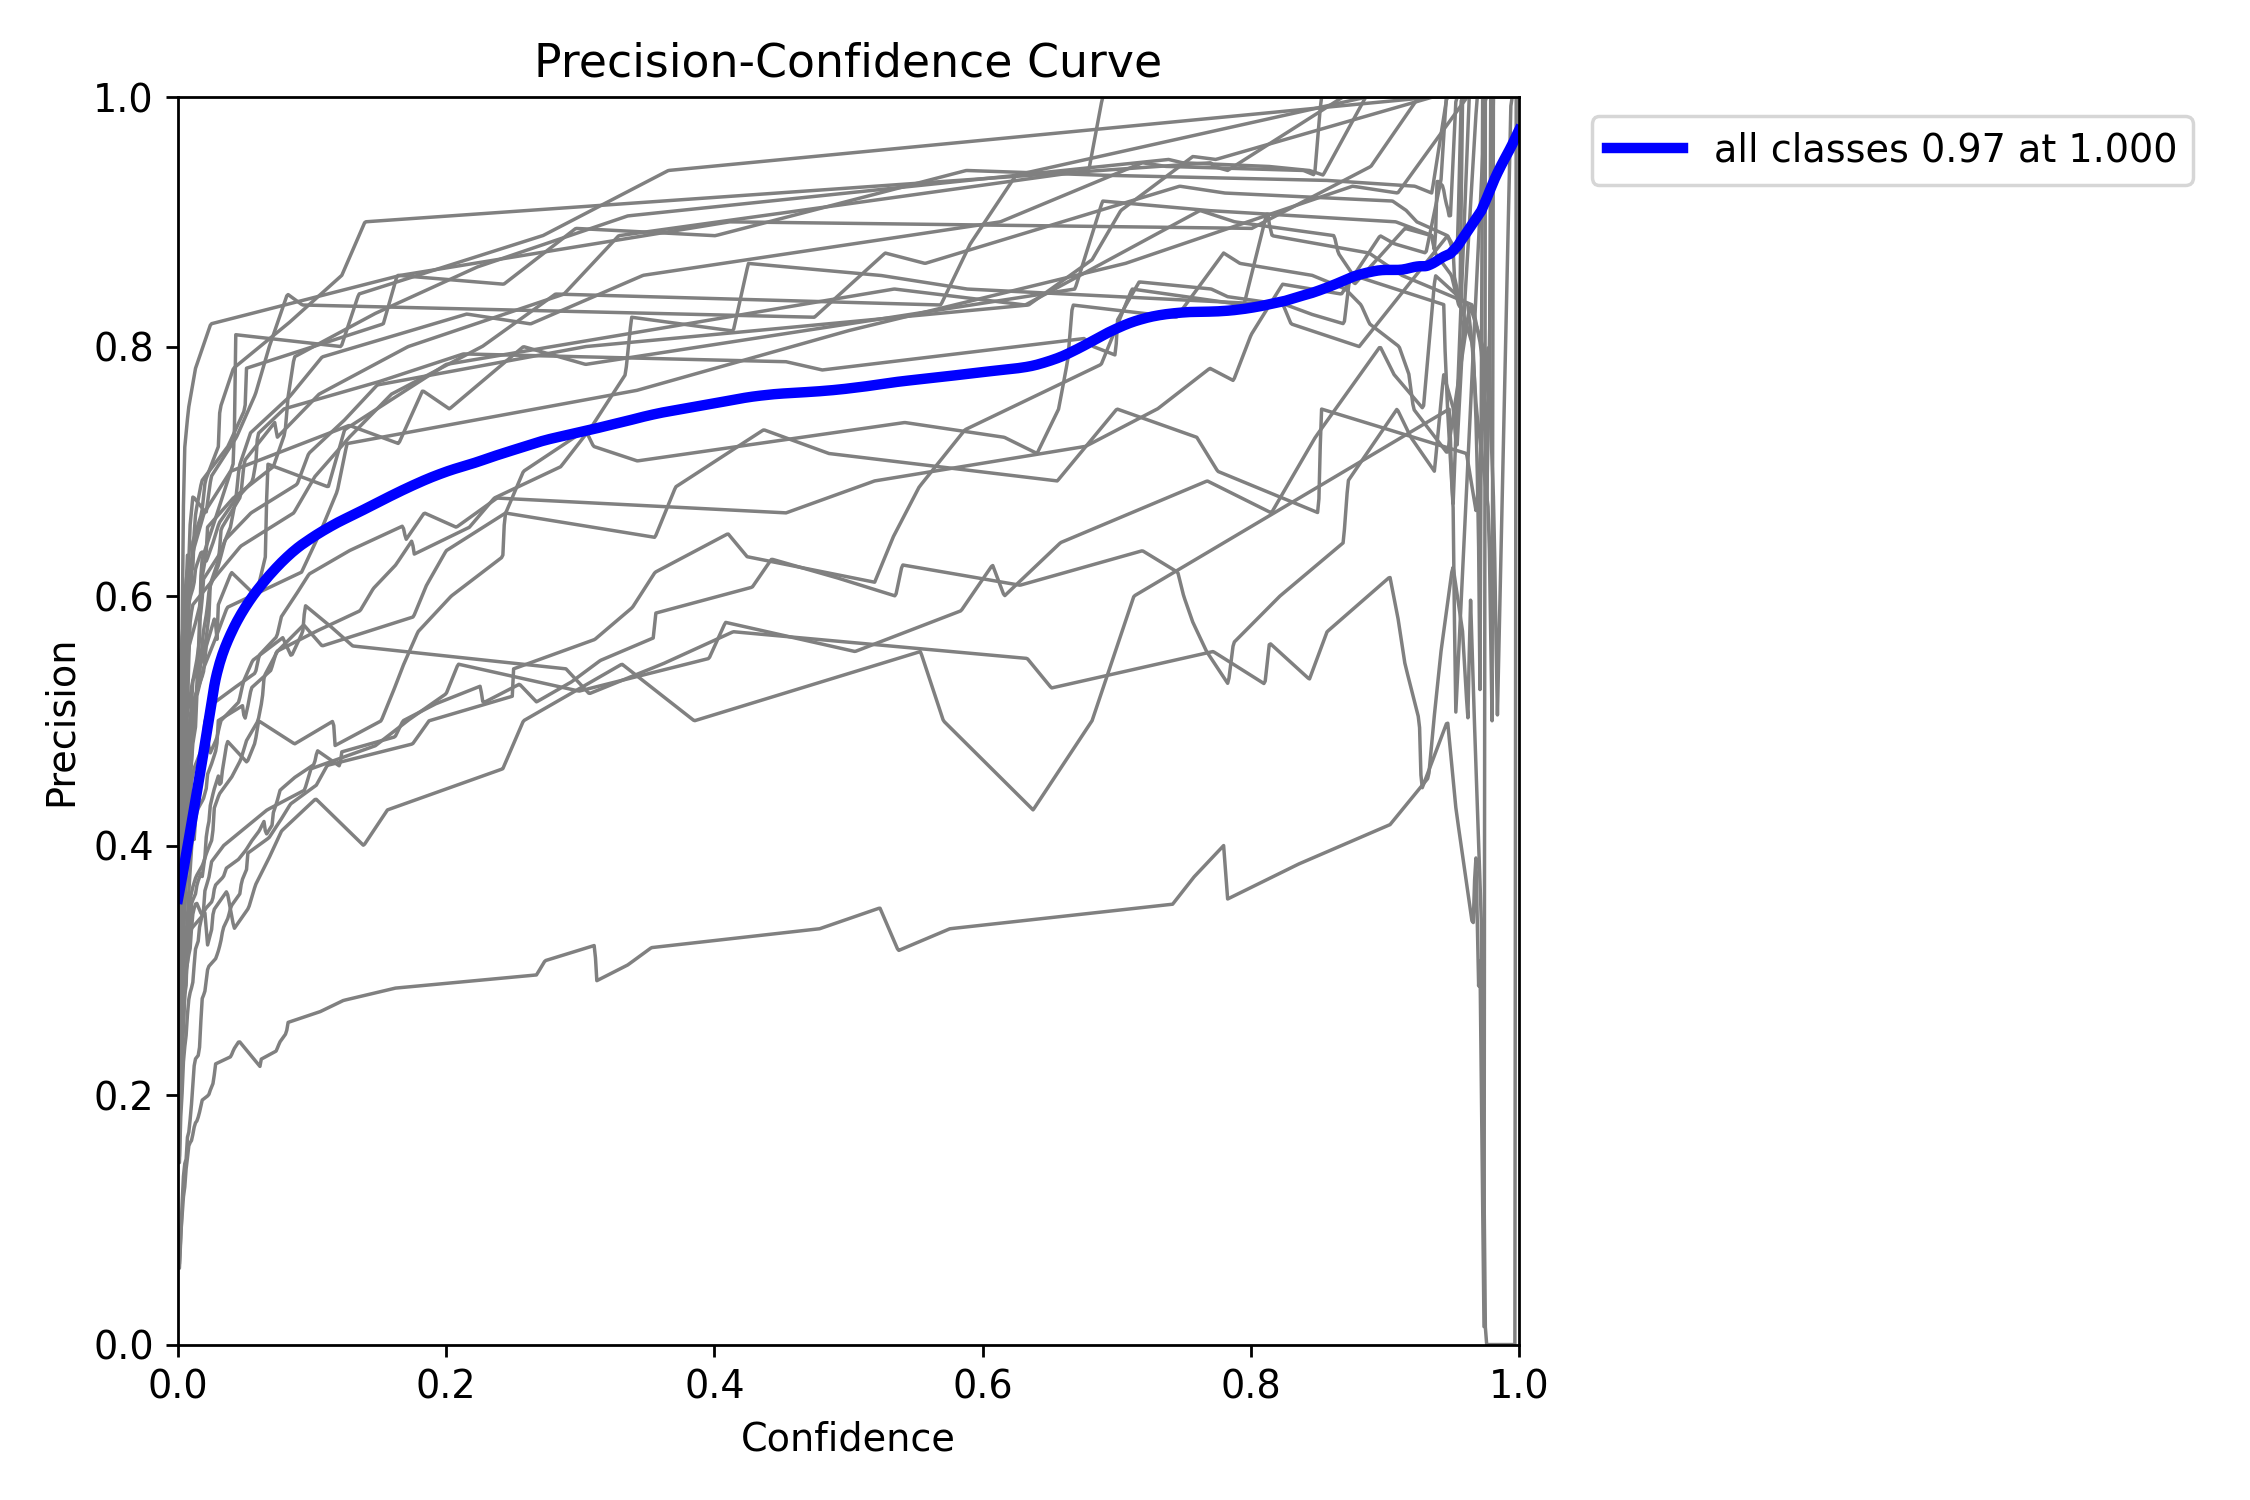 Precision-Confidence Curve
all classes 0.97 at 1.000
Precision
1.0
0.8
0.6
0.4
0.2
0.0
0.0 0.2 0.4 0.6 0.8 1.0
Confidence